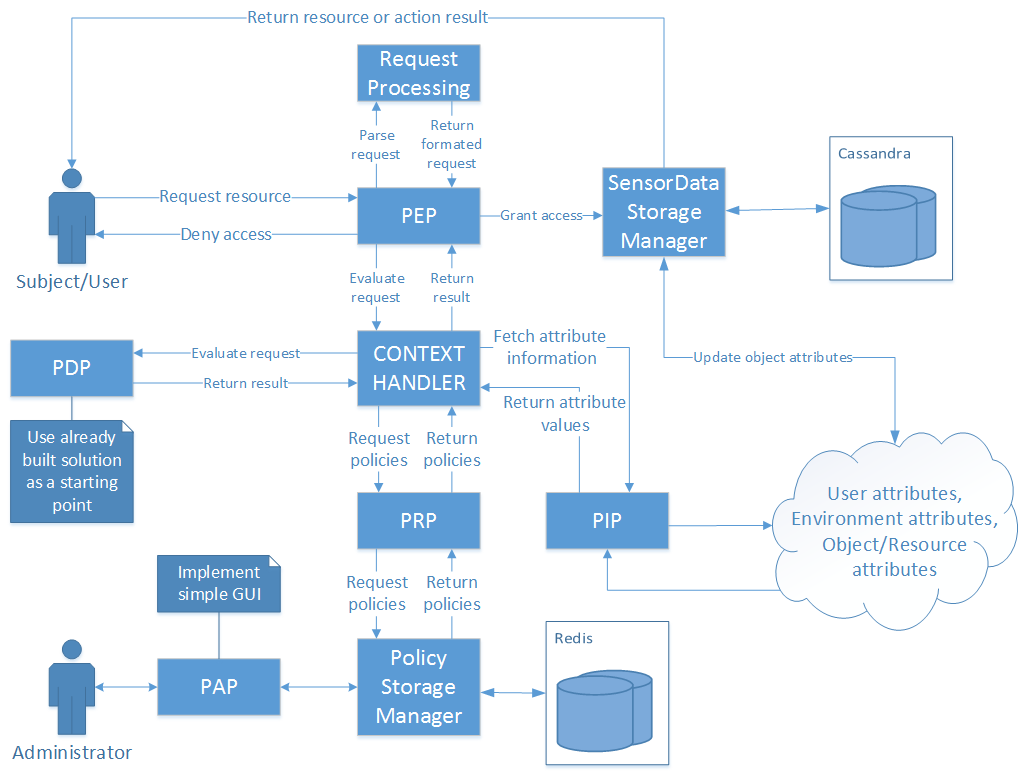 Return resource or action result
Request
Processing
Parse
request
Return
formated
request
Cassandra
SensorData
Storage
Manager
Request resource
PEP
Grant access
Deny access
Subject/User
Evaluate
request
Return
result
Fetch attribute
information
CONTEXT
HANDLER
Evaluate request
PDP
Return result
Update object attributes
Return attribute
values
Use already
built solution
as a starting
point
Request
policies
Return
policies
User attributes,
Environment attributes,
Object/Resource
attributes
PRP
PIP
Implement
simple GUI
Request
policies
Return
policies
Redis
Policy
Storage
Manager
PAP
Administrator